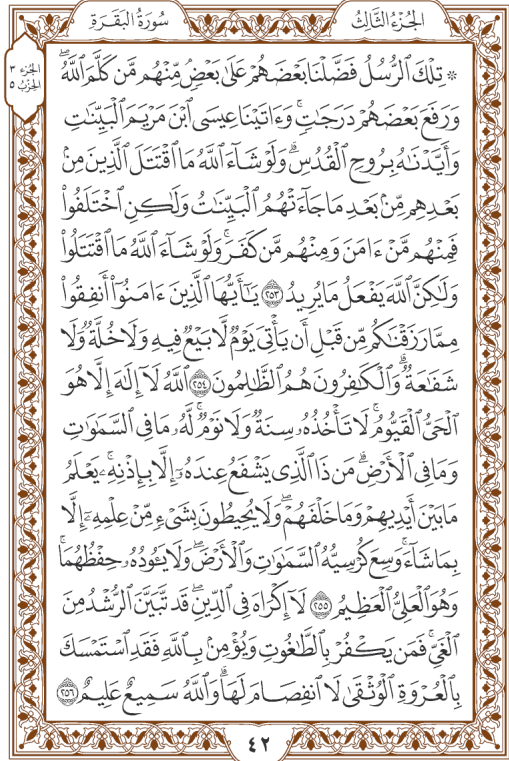 الجُزْءُ الثَّالِثُ
سُورَةُ البَقَرَةِ
الجزء ٣
الحزب ٥
۞ تِلْكَ ٱلرُّسُلُ فَضَّلْنَا بَعْضَهُمْ عَلَىٰ بَعْضٍۘ مِّنْهُم مَّن كَلَّمَ ٱللَّهُۖ
وَرَفَعَ بَعْضَهُمْ دَرَجَٰتٍۚ وَءَاتَيْنَا عِيسَى ٱبْنَ مَرْيَمَ ٱلْبَيِّنَٰتِ
وَأَيَّدْنَٰهُ بِرُوحِ ٱلْقُدُسِۗ وَلَوْ شَآءَ ٱللَّهُ مَا ٱقْتَتَلَ ٱلَّذِينَ مِنۢ
بَعْدِهِم مِّنۢ بَعْدِ مَا جَآءَتْهُمُ ٱلْبَيِّنَٰتُ وَلَٰكِنِ ٱخْتَلَفُوا۟
فَمِنْهُم مَّنْ ءَامَنَ وَمِنْهُم مَّن كَفَرَۚ وَلَوْ شَآءَ ٱللَّهُ مَا ٱقْتَتَلُوا۟
وَلَٰكِنَّ ٱللَّهَ يَفْعَلُ مَا يُرِيدُ ٢٥٣ يَٰٓأَيُّهَا ٱلَّذِينَ ءَامَنُوٓا۟ أَنفِقُوا۟
مِمَّا رَزَقْنَٰكُم مِّن قَبْلِ أَن يَأْتِىَ يَوْمٌ لَّا بَيْعٌ فِيهِ وَلَا خُلَّةٌ وَلَا
شَفَٰعَةٌۗ وَٱلْكَٰفِرُونَ هُمُ ٱلظَّٰلِمُونَ ٢٥٤ ٱللَّهُ لَآ إِلَٰهَ إِلَّا هُوَ
ٱلْحَىُّ ٱلْقَيُّومُۚ لَا تَأْخُذُهُۥ سِنَةٌ وَلَا نَوْمٌۚ لَّهُۥ مَا فِى ٱلسَّمَٰوَٰتِ
وَمَا فِى ٱلْأَرْضِۗ مَن ذَا ٱلَّذِى يَشْفَعُ عِندَهُۥٓ إِلَّا بِإِذْنِهِۦۚ يَعْلَمُ
مَا بَيْنَ أَيْدِيهِمْ وَمَا خَلْفَهُمْۖ وَلَا يُحِيطُونَ بِشَىْءٍ مِّنْ عِلْمِهِۦٓ إِلَّا
بِمَا شَآءَۚ وَسِعَ كُرْسِيُّهُ ٱلسَّمَٰوَٰتِ وَٱلْأَرْضَۖ وَلَا يَـُٔودُهُۥ حِفْظُهُمَاۚ
وَهُوَ ٱلْعَلِىُّ ٱلْعَظِيمُ ٢٥٥ لَآ إِكْرَاهَ فِى ٱلدِّينِۖ قَد تَّبَيَّنَ ٱلرُّشْدُ مِنَ
ٱلْغَىِّۚ فَمَن يَكْفُرْ بِٱلطَّٰغُوتِ وَيُؤْمِنۢ بِٱللَّهِ فَقَدِ ٱسْتَمْسَكَ
بِٱلْعُرْوَةِ ٱلْوُثْقَىٰ لَا ٱنفِصَامَ لَهَاۗ وَٱللَّهُ سَمِيعٌ عَلِيمٌ ٢٥٦
٤٢